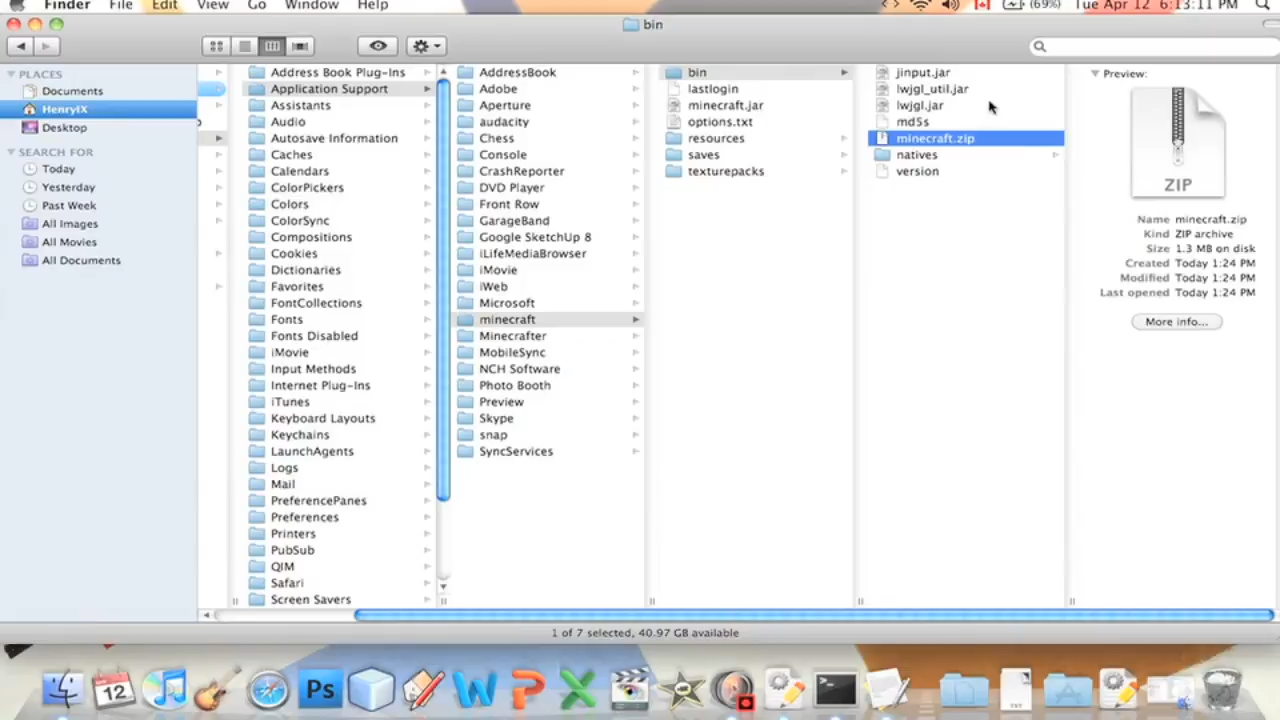 Finder File Edit View Go Window Help (69%) Tue Apr 12 6:13:11 PM
bin
PLACES
Documents
HenryIX
Desktop
SEARCH FOR
Today
Yesterday
Past Week
All Images
All Movies
All Documents
Address Book Plug-Ins
Application Support
Assistants
Audio
Autosave Information
Caches
Calendars
ColorPickers
Colors
ColorSync
Compositions
Cookies
Dictionaries
Favorites
FontCollections
Fonts
Fonts Disabled
iMovie
Input Methods
Internet Plug-Ins
iTunes
Keyboard Layouts
Keychains
LaunchAgents
Logs
Mail
PreferencePanes
Preferences
Printers
PubSub
QIM
Safari
Screen Savers
AddressBook
Adobe
Aperture
audacity
Chess
Console
CrashReporter
DVD Player
Front Row
GarageBand
Google SketchUp 8
iLifeMediaBrowser
iMovie
iWeb
Microsoft
minecraft
Minecrafter
MobileSync
NCH Software
Photo Booth
Preview
Skype
snap
SyncServices
bin
lastlogin
minecraft.jar
options.txt
resources
saves
texturepacks
jinput.jar
lwjgl_util.jar
lwjgl.jar
md5s
minecraft.zip
natives
version
Preview:
ZIP
Name minecraft.zip
Kind ZIP archive
Size 1.3 MB on disk
Created Today 1:24 PM
Modified Today 1:24 PM
Last opened Today 1:24 PM
More info...
1 of 7 selected, 40.97 GB available
12
Ps
W
P
X
TXT